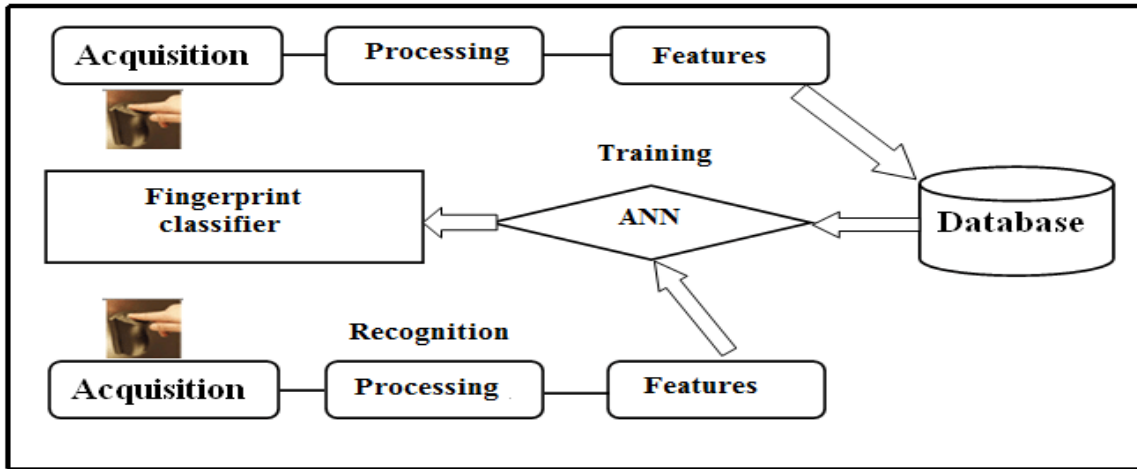 Acquisition
Processing
Features
Training
Fingerprint
classifier
ANN
Database
Recognition
Acquisition
Processing
Features